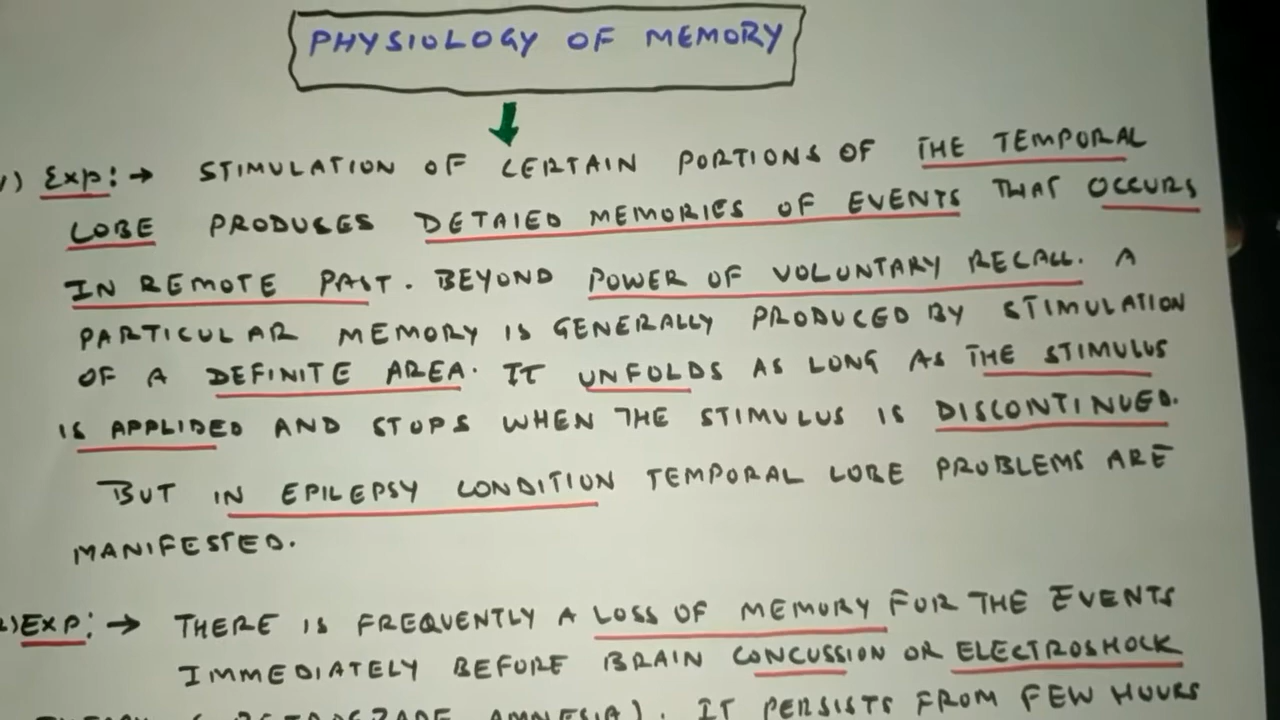 PHYSIOLOGY OF MEMORY
1) EXP: → STIMULATION OF CERTAIN PORTIONS OF THE TEMPORAL
LOBE PRODUCES DETAIED MEMORIES OF EVENTS THAT OCCURS
IN REMOTE PAST. BEYOND POWER OF VOLUNTARY RECALL. A
PARTICULAR MEMORY IS GENERALLY PRODUCED BY STIMULATION
OF A DEFINITE AREA. IT UNFOLDS AS LONG AS THE STIMULUS
IS APPLIDED AND STOPS WHEN THE STIMULUS IS DISCONTINUED.
BUT IN EPILEPSY CONDITION TEMPORAL LOBE PROBLEMS ARE
MANIFESTED.
2) EXP: → THERE IS FREQUENTLY A LOSS OF MEMORY FOR THE EVENTS
IMMEDIATELY BEFORE BRAIN CONCUSSION OR ELECTROSHOCK
RETROGRADE AMNESIA). IT PERSISTS FROM FEW HOURS